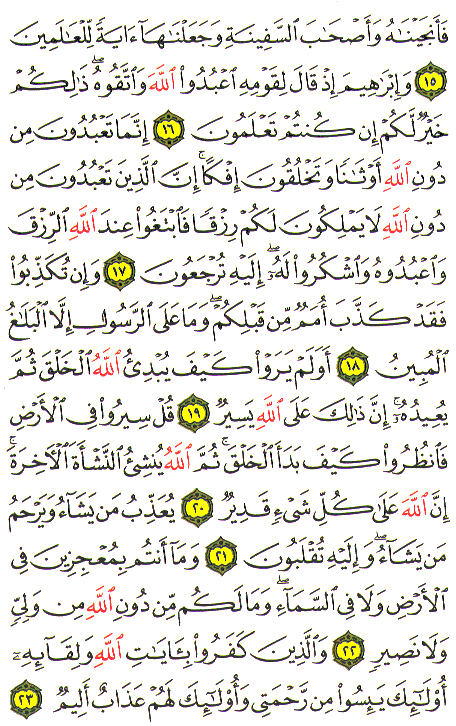 فَأَنجَيْنَٰهُ وَأَصْحَٰبَ ٱلسَّفِينَةِ وَجَعَلْنَٰهَآ ءَايَةً لِّلْعَٰلَمِينَ
١٥ وَإِبْرَٰهِيمَ إِذْ قَالَ لِقَوْمِهِ ٱعْبُدُوا۟ ٱللَّهَ وَٱتَّقُوهُ ۖ ذَٰلِكُمْ
خَيْرٌ لَّكُمْ إِن كُنتُمْ تَعْلَمُونَ ١٦ إِنَّمَا تَعْبُدُونَ مِن
دُونِ ٱللَّهِ أَوْثَٰنًا وَتَخْلُقُونَ إِفْكًا ۚ إِنَّ ٱلَّذِينَ تَعْبُدُونَ مِن
دُونِ ٱللَّهِ لَا يَمْلِكُونَ لَكُمْ رِزْقًا فَٱبْتَغُوا۟ عِندَ ٱللَّهِ ٱلرِّزْقَ
وَٱعْبُدُوهُ وَٱشْكُرُوا۟ لَهُۥٓ ۖ إِلَيْهِ تُرْجَعُونَ ١٧ وَإِن تُكَذِّبُوا۟
فَقَدْ كَذَّبَ أُمَمٌ مِّن قَبْلِكُمْ ۖ وَمَا عَلَى ٱلرَّسُولِ إِلَّا ٱلْبَلَٰغُ
ٱلْمُبِينُ ١٨ أَوَلَمْ يَرَوْا۟ كَيْفَ يُبْدِئُ ٱللَّهُ ٱلْخَلْقَ ثُمَّ
يُعِيدُهُۥٓ ۚ إِنَّ ذَٰلِكَ عَلَى ٱللَّهِ يَسِيرٌ ١٩ قُلْ سِيرُوا۟ فِى ٱلْأَرْضِ
فَٱنظُرُوا۟ كَيْفَ بَدَأَ ٱلْخَلْقَ ۚ ثُمَّ ٱللَّهُ يُنشِئُ ٱلنَّشْأَةَ ٱلْءَاخِرَةَ ۚ
إِنَّ ٱللَّهَ عَلَىٰ كُلِّ شَىْءٍ قَدِيرٌ ٢٠ يُعَذِّبُ مَن يَشَآءُ وَيَرْحَمُ
مَن يَشَآءُ ۖ وَإِلَيْهِ تُقْلَبُونَ ٢١ وَمَآ أَنتُم بِمُعْجِزِينَ فِى
ٱلْأَرْضِ وَلَا فِى ٱلسَّمَآءِ ۖ وَمَا لَكُم مِّن دُونِ ٱللَّهِ مِن وَلِىٍّ
وَلَا نَصِيرٍ ٢٢ وَٱلَّذِينَ كَفَرُوا۟ بِـَٔايَٰتِ ٱللَّهِ وَلِقَآئِهِۦٓ
أُو۟لَٰٓئِكَ يَئِسُوا۟ مِن رَّحْمَتِى وَأُو۟لَٰٓئِكَ لَهُمْ عَذَابٌ أَلِيمٌ ٢٣